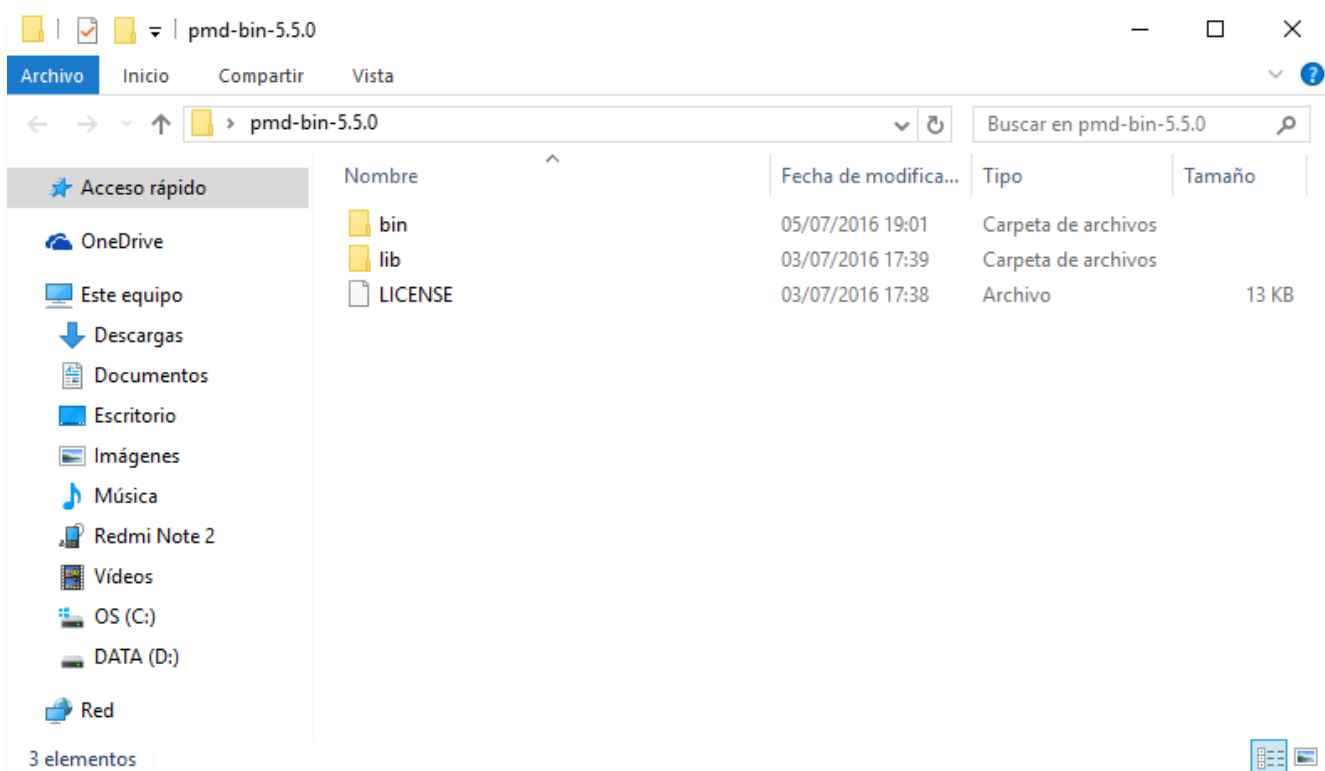 pmd-bin-5.5.0
Archivo Inicio Compartir Vista
pmd-bin-5.5.0 Buscar en pmd-bin-5.5.0
Acceso rápido
OneDrive
Este equipo
Descargas
Documentos
Escritorio
Imágenes
Música
Redmi Note 2
Vídeos
OS (C:)
DATA (D:)
Red
Nombre Fecha de modifica... Tipo Tamaño
bin 05/07/2016 19:01 Carpeta de archivos
lib 03/07/2016 17:39 Carpeta de archivos
LICENSE 03/07/2016 17:38 Archivo 13 KB
3 elementos